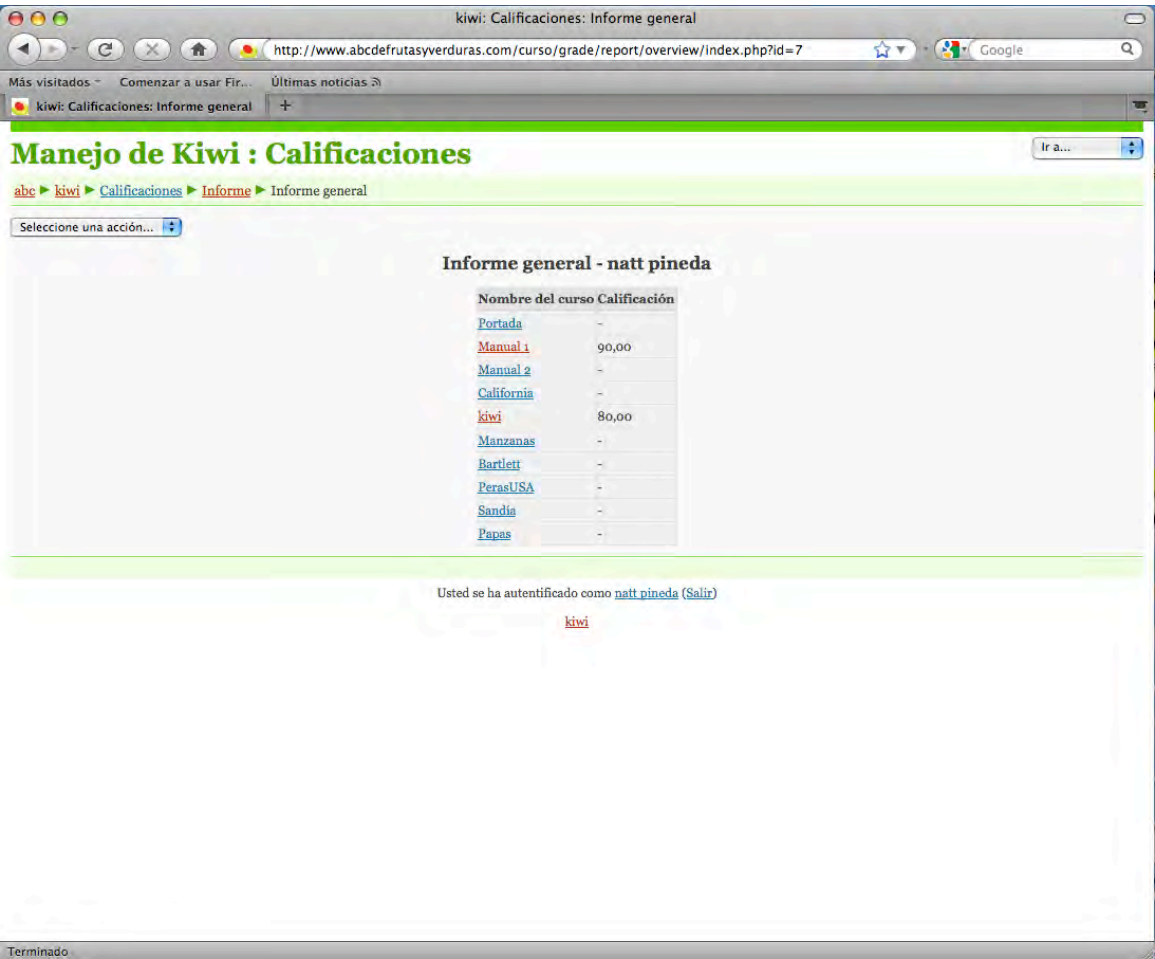 kiwi: Calificaciones: Informe general
http://www.abcdefrutasyverduras.com/curso/grade/report/overview/index.php?id=7
Google
Más visitados
Comenzar a usar Fir...
Últimas noticias
kiwi: Calificaciones: Informe general
+
Manejo de Kiwi : Calificaciones
Ir a...
abc ► kiwi ► Calificaciones ► Informe ► Informe general
Seleccione una acción...
Informe general - natt pineda
Nombre del curso Calificación
Portada -
Manual 1 90,00
Manual 2 -
California -
kiwi 80,00
Manzanas -
Bartlett -
PerasUSA -
Sandía -
Papas -
Usted se ha autentificado como natt pineda (Salir)
kiwi
Terminado